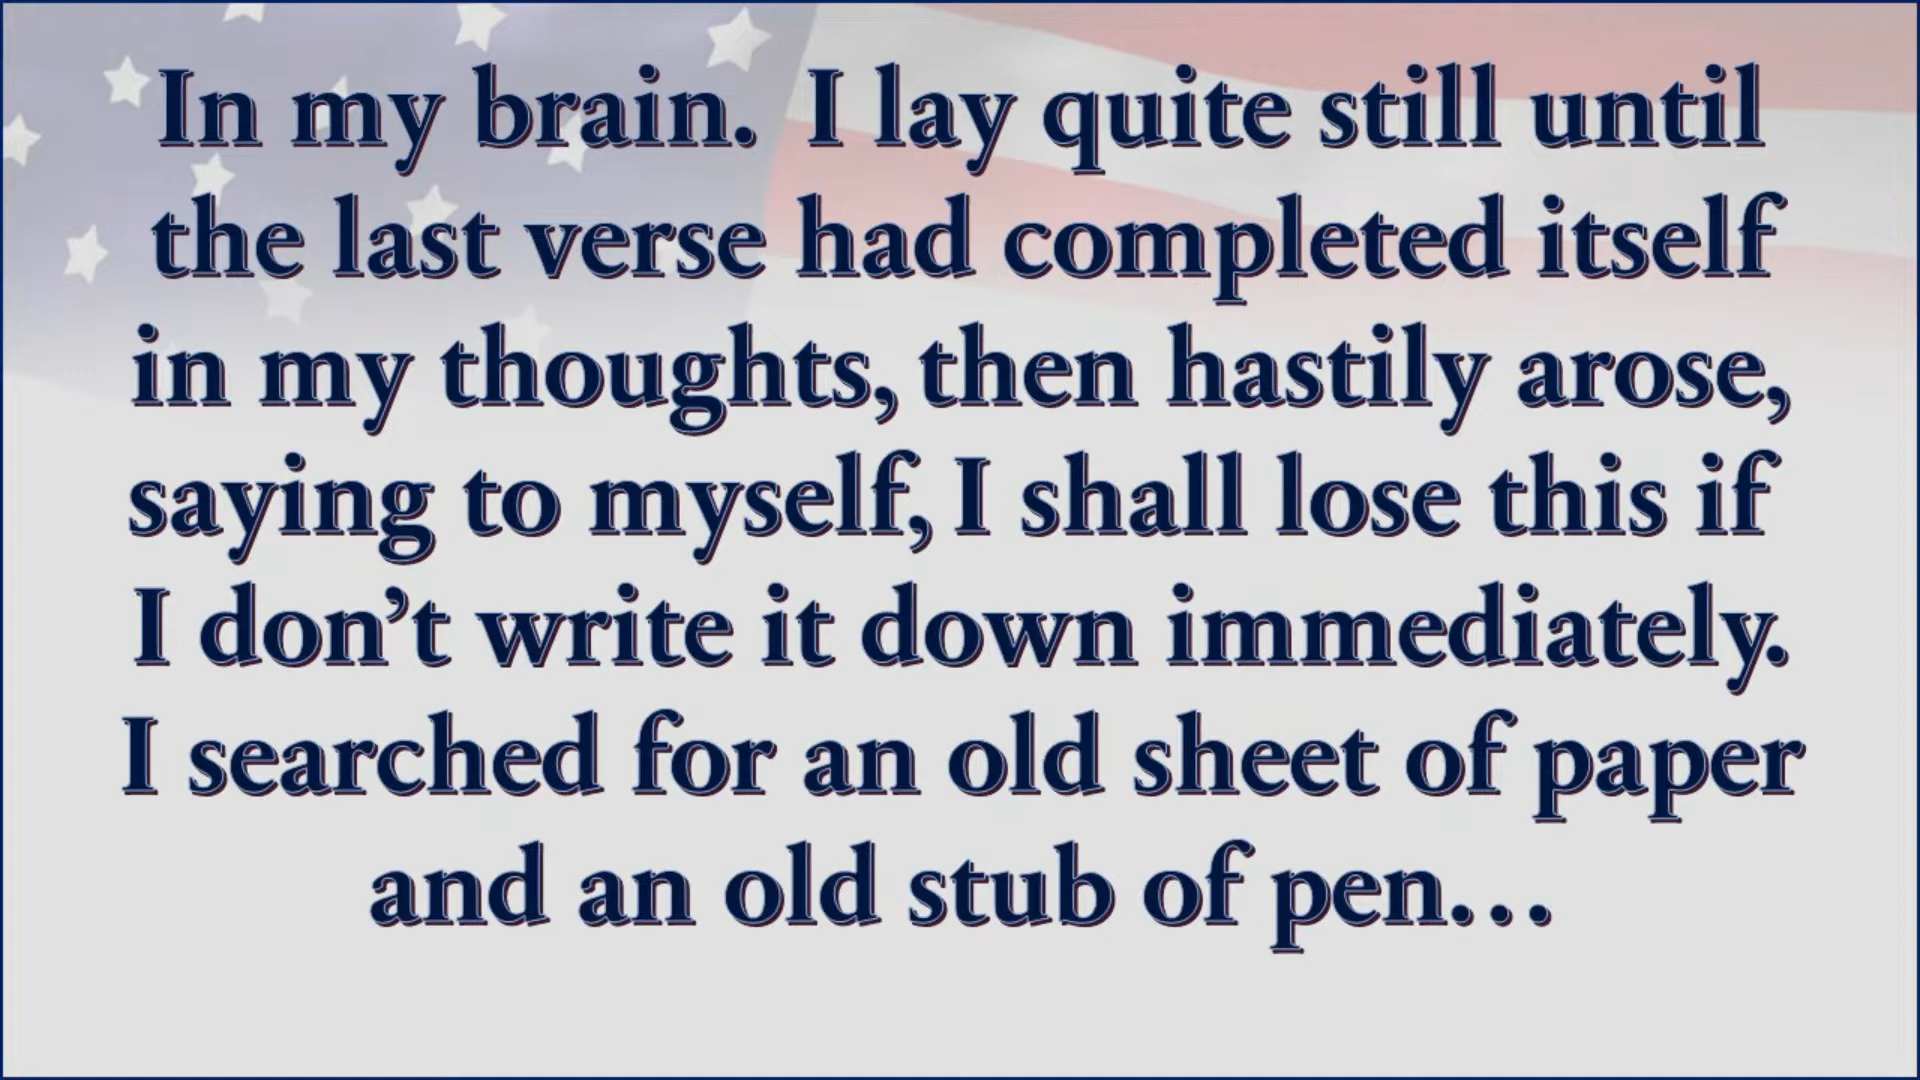 In my brain.  I lay quite still until
the last verse had completed itself
in my thoughts, then hastily arose,
saying to myself, I shall lose this if
I don’t write it down immediately.
I searched for an old sheet of paper
and an old stub of pen…